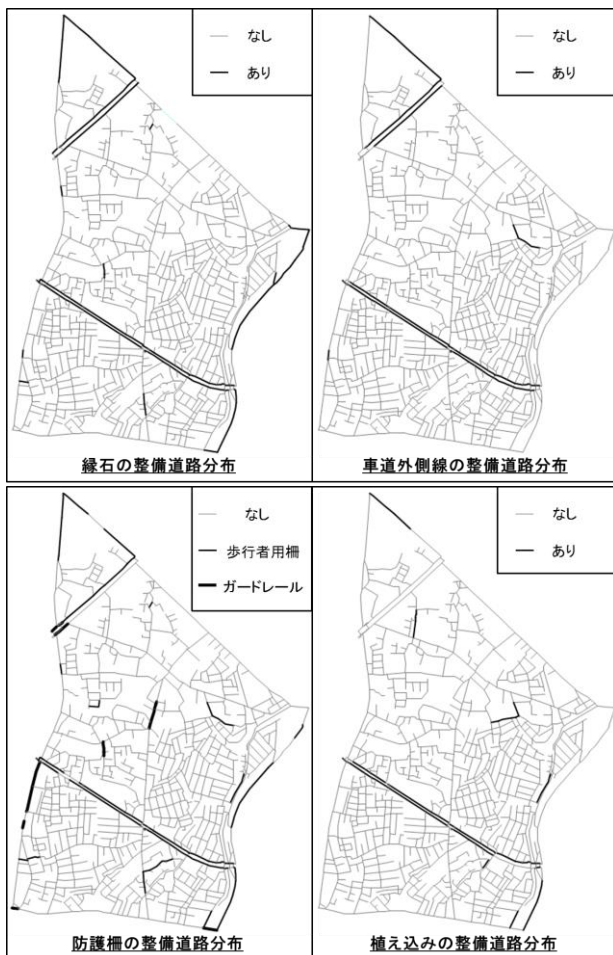 なし
あり
縁石の整備道路分布
なし
あり
車道外側線の整備道路分布
なし
歩行者用柵
ガードレール
防護柵の整備道路分布
なし
あり
植え込みの整備道路分布